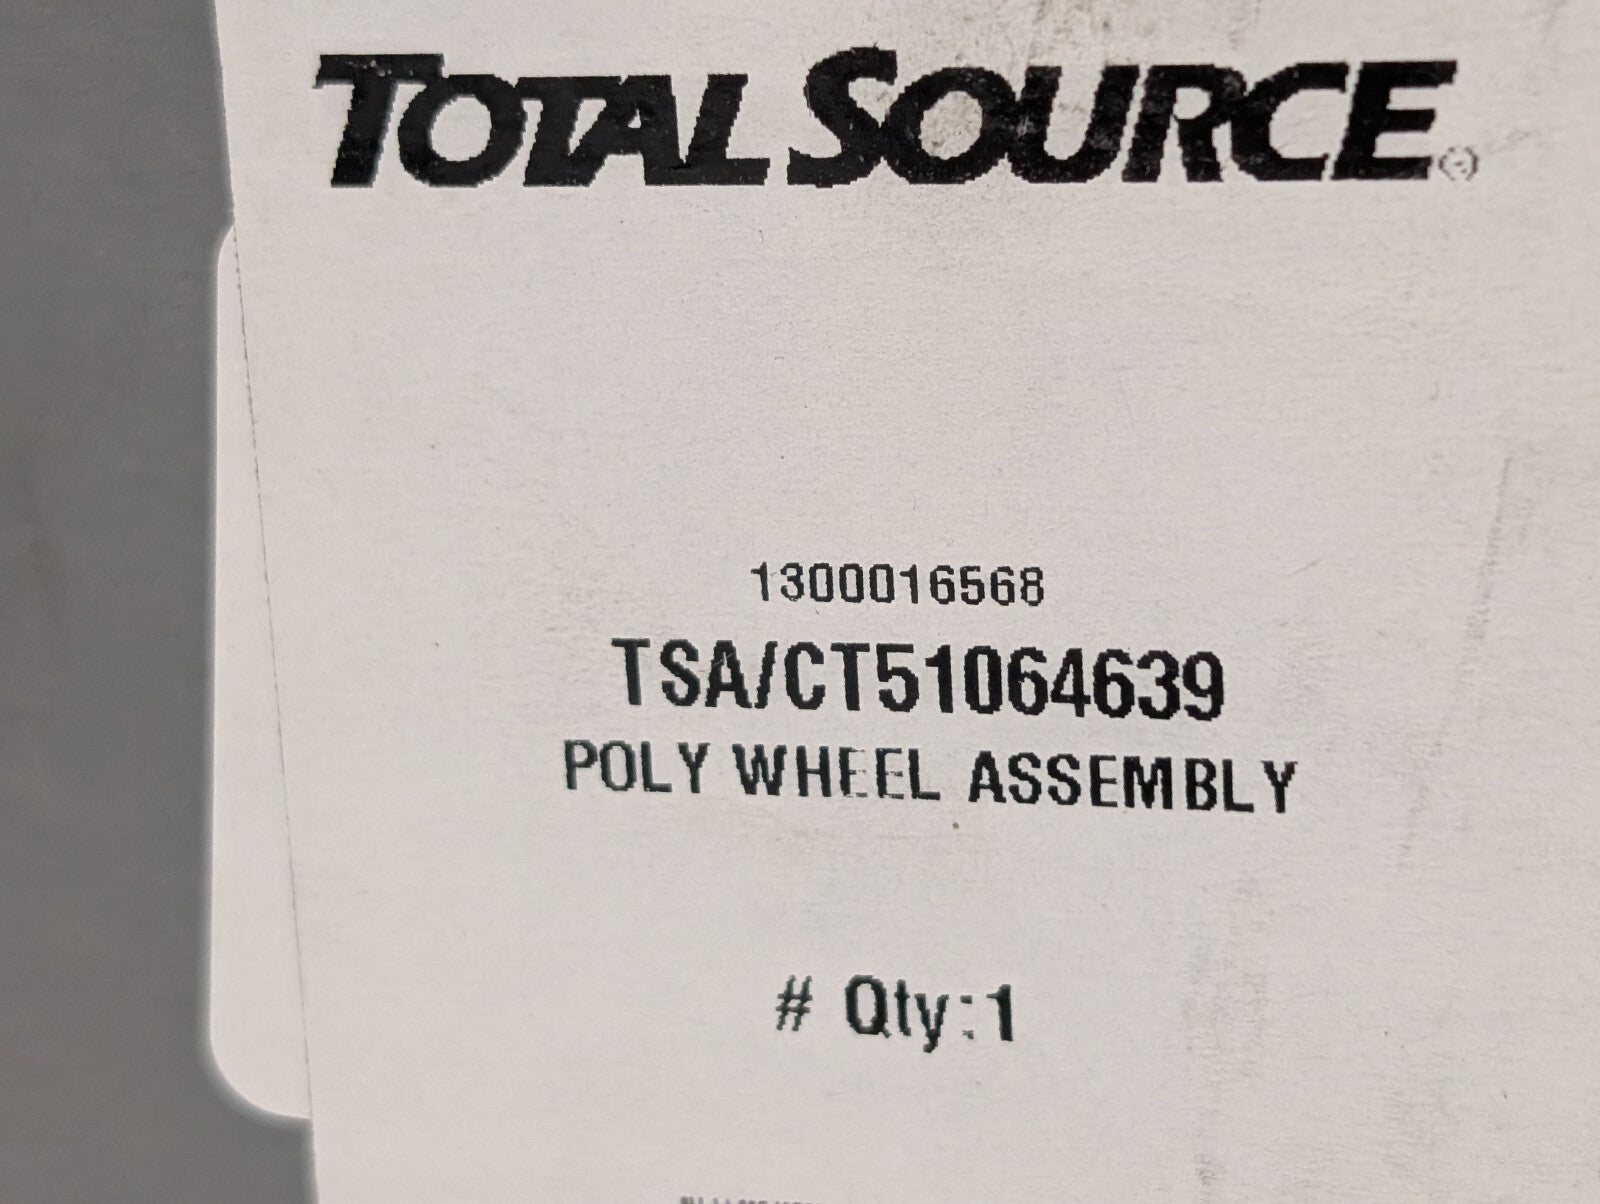 TOTAL SOURCE
1300016568
TSA/CT51064639
POLY WHEEL ASSEMBLY
# Qty:1